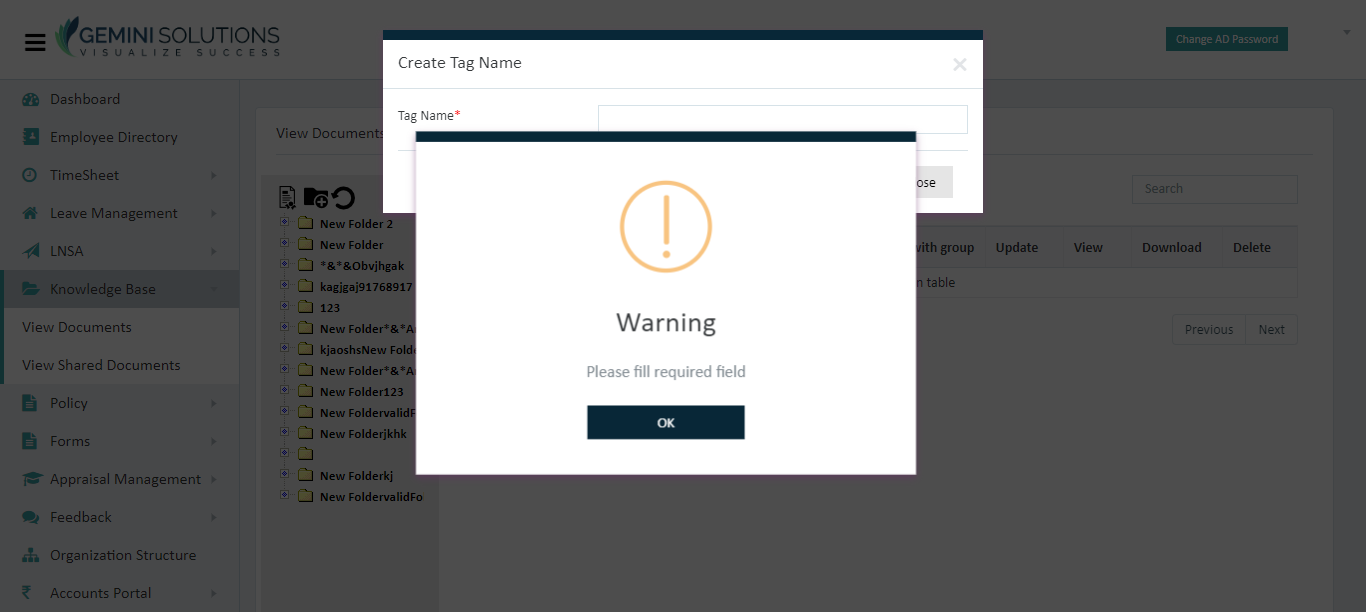 GEMINI SOLUTIONS
VISUALIZE SUCCESS
Change AD Password
Dashboard
Employee Directory
TimeSheet
Leave Management
LNSA
Knowledge Base
View Documents
View Shared Documents
Policy
Forms
Appraisal Management
Feedback
Organization Structure
Accounts Portal
View Documents
New Folder 2
New Folder
*&*&Obvjhgak
kagjgaj91768917
123
New Folder*&*A
kjaoshsNew Folde
New Folder*&*A
New Folder123
New FoldervalidF
New Folderjkhk
New Folderkj
New FoldervalidFo
Create Tag Name
Tag Name*
ose
Warning
Please fill required field
OK
Search
with group Update View Download Delete
n table
Previous Next